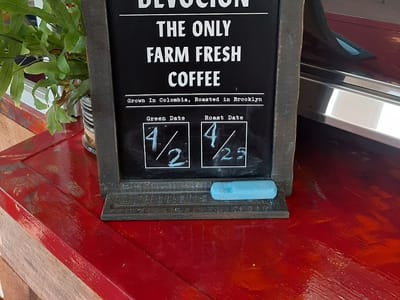 DEVOCIÓN
THE ONLY
FARM FRESH
COFFEE
Grown In Colombia, Roasted in Brooklyn
Green Date Roast Date
4/2 4/25